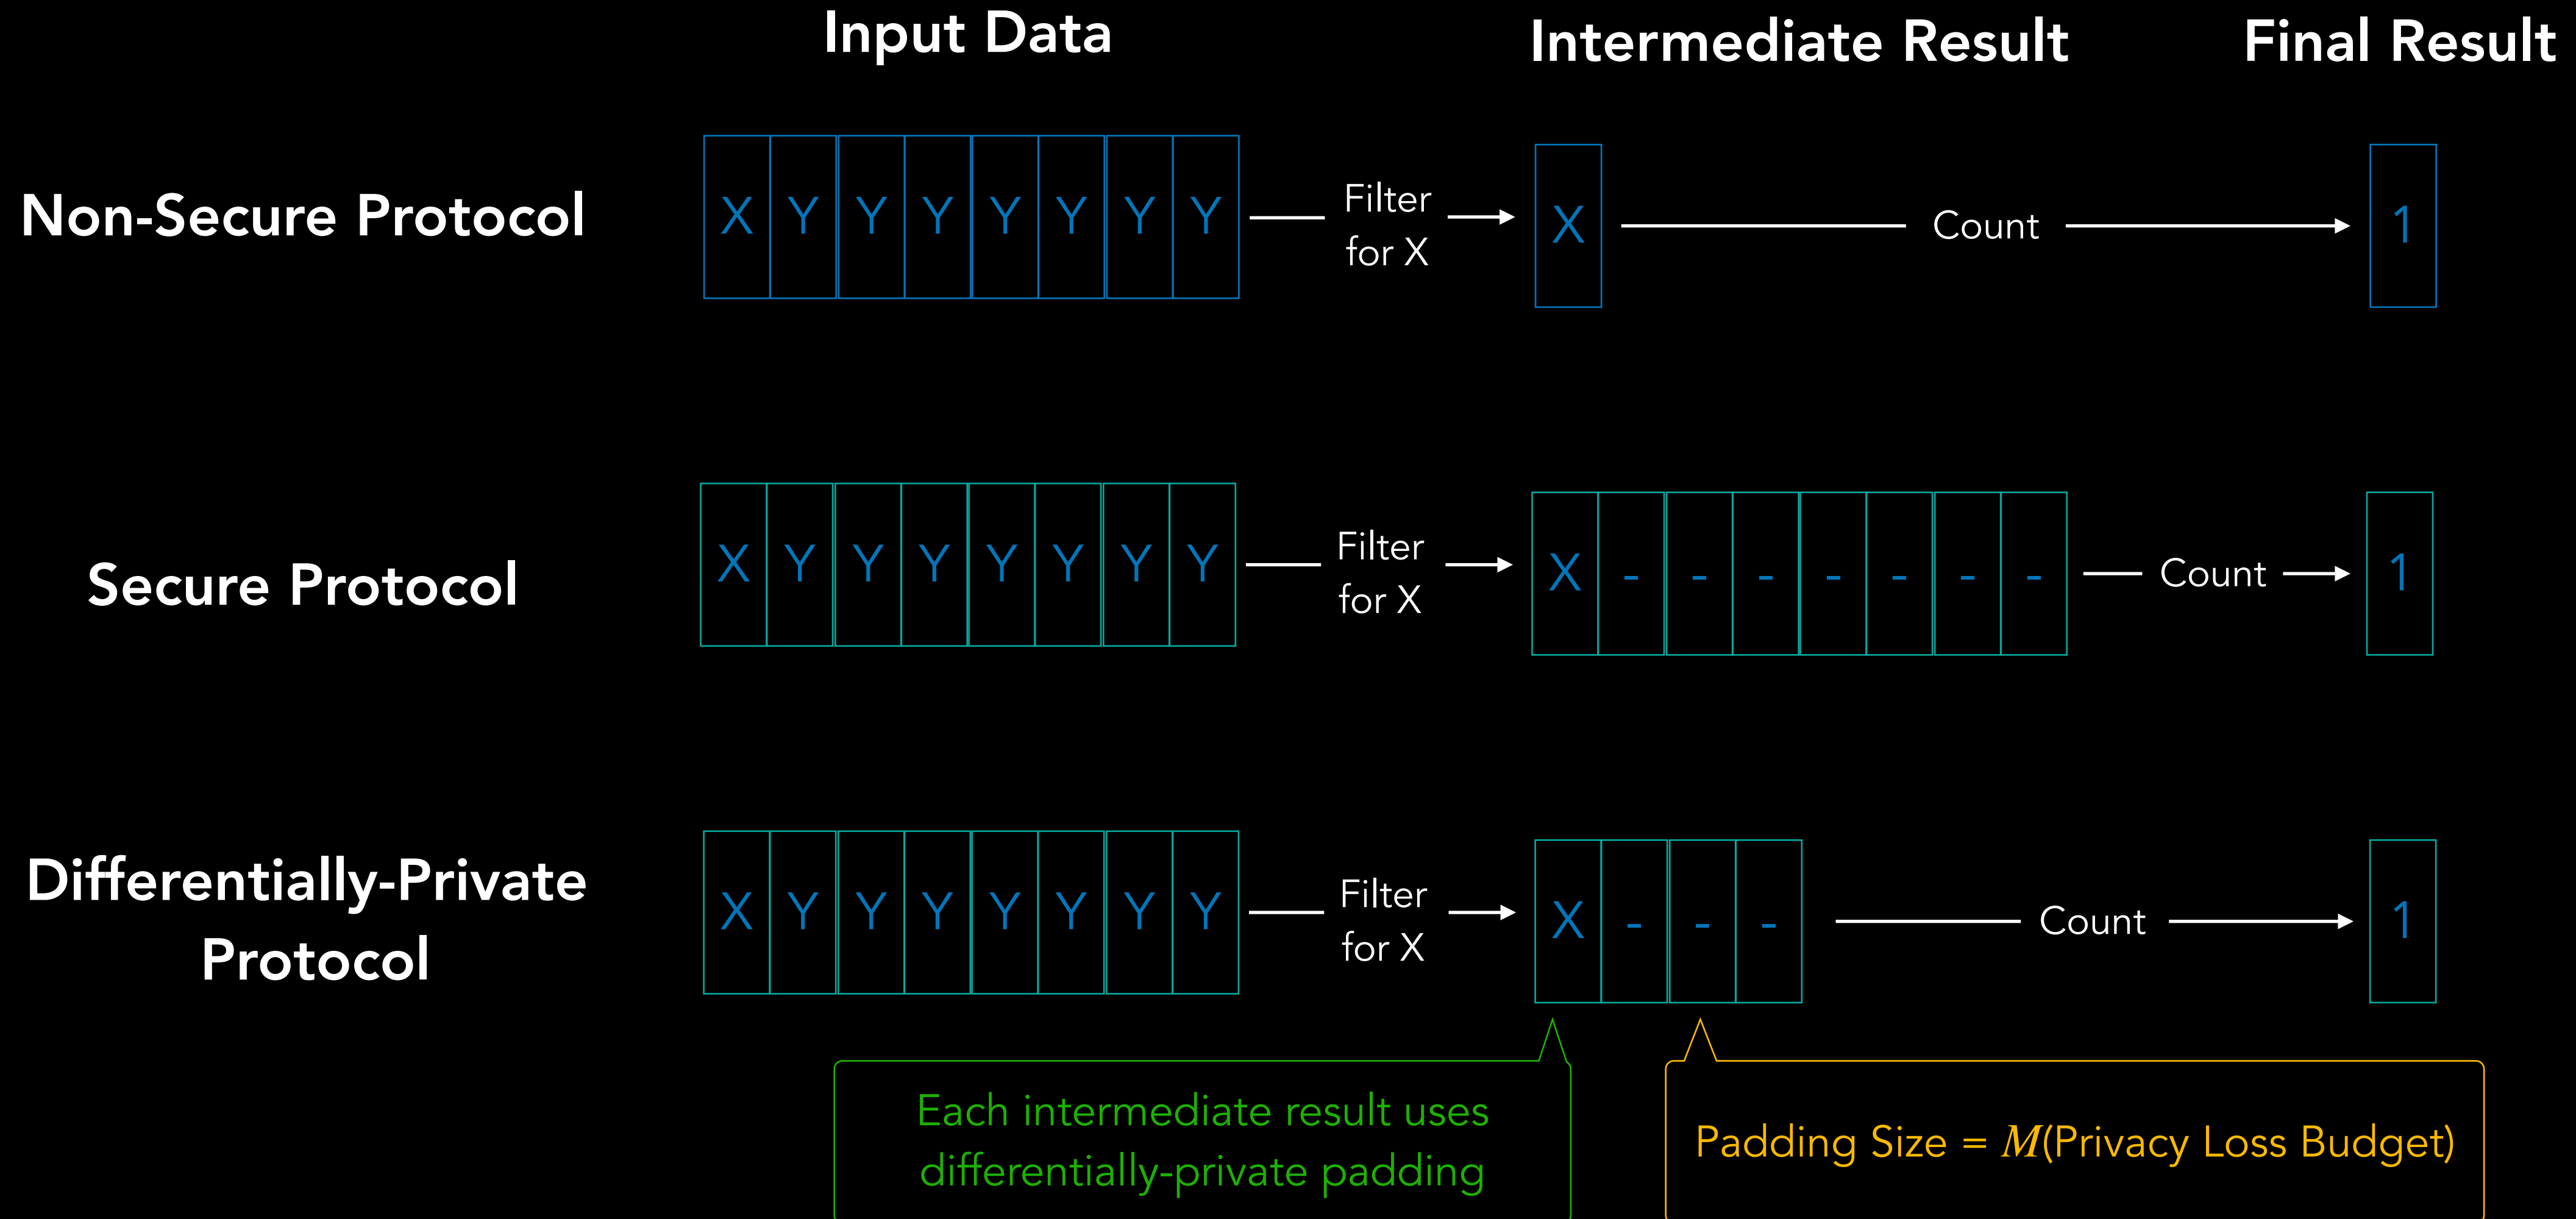 Input Data
Intermediate Result
Final Result
Non-Secure Protocol
X Y Y Y Y Y Y Y
Filter
for X
X
Count
1
Secure Protocol
X Y Y Y Y Y Y Y
Filter
for X
X - - - - - - -
Count
1
Differentially-Private
Protocol
X Y Y Y Y Y Y Y
Filter
for X
X - - -
Count
1
Each intermediate result uses
differentially-private padding
Padding Size = M(Privacy Loss Budget)